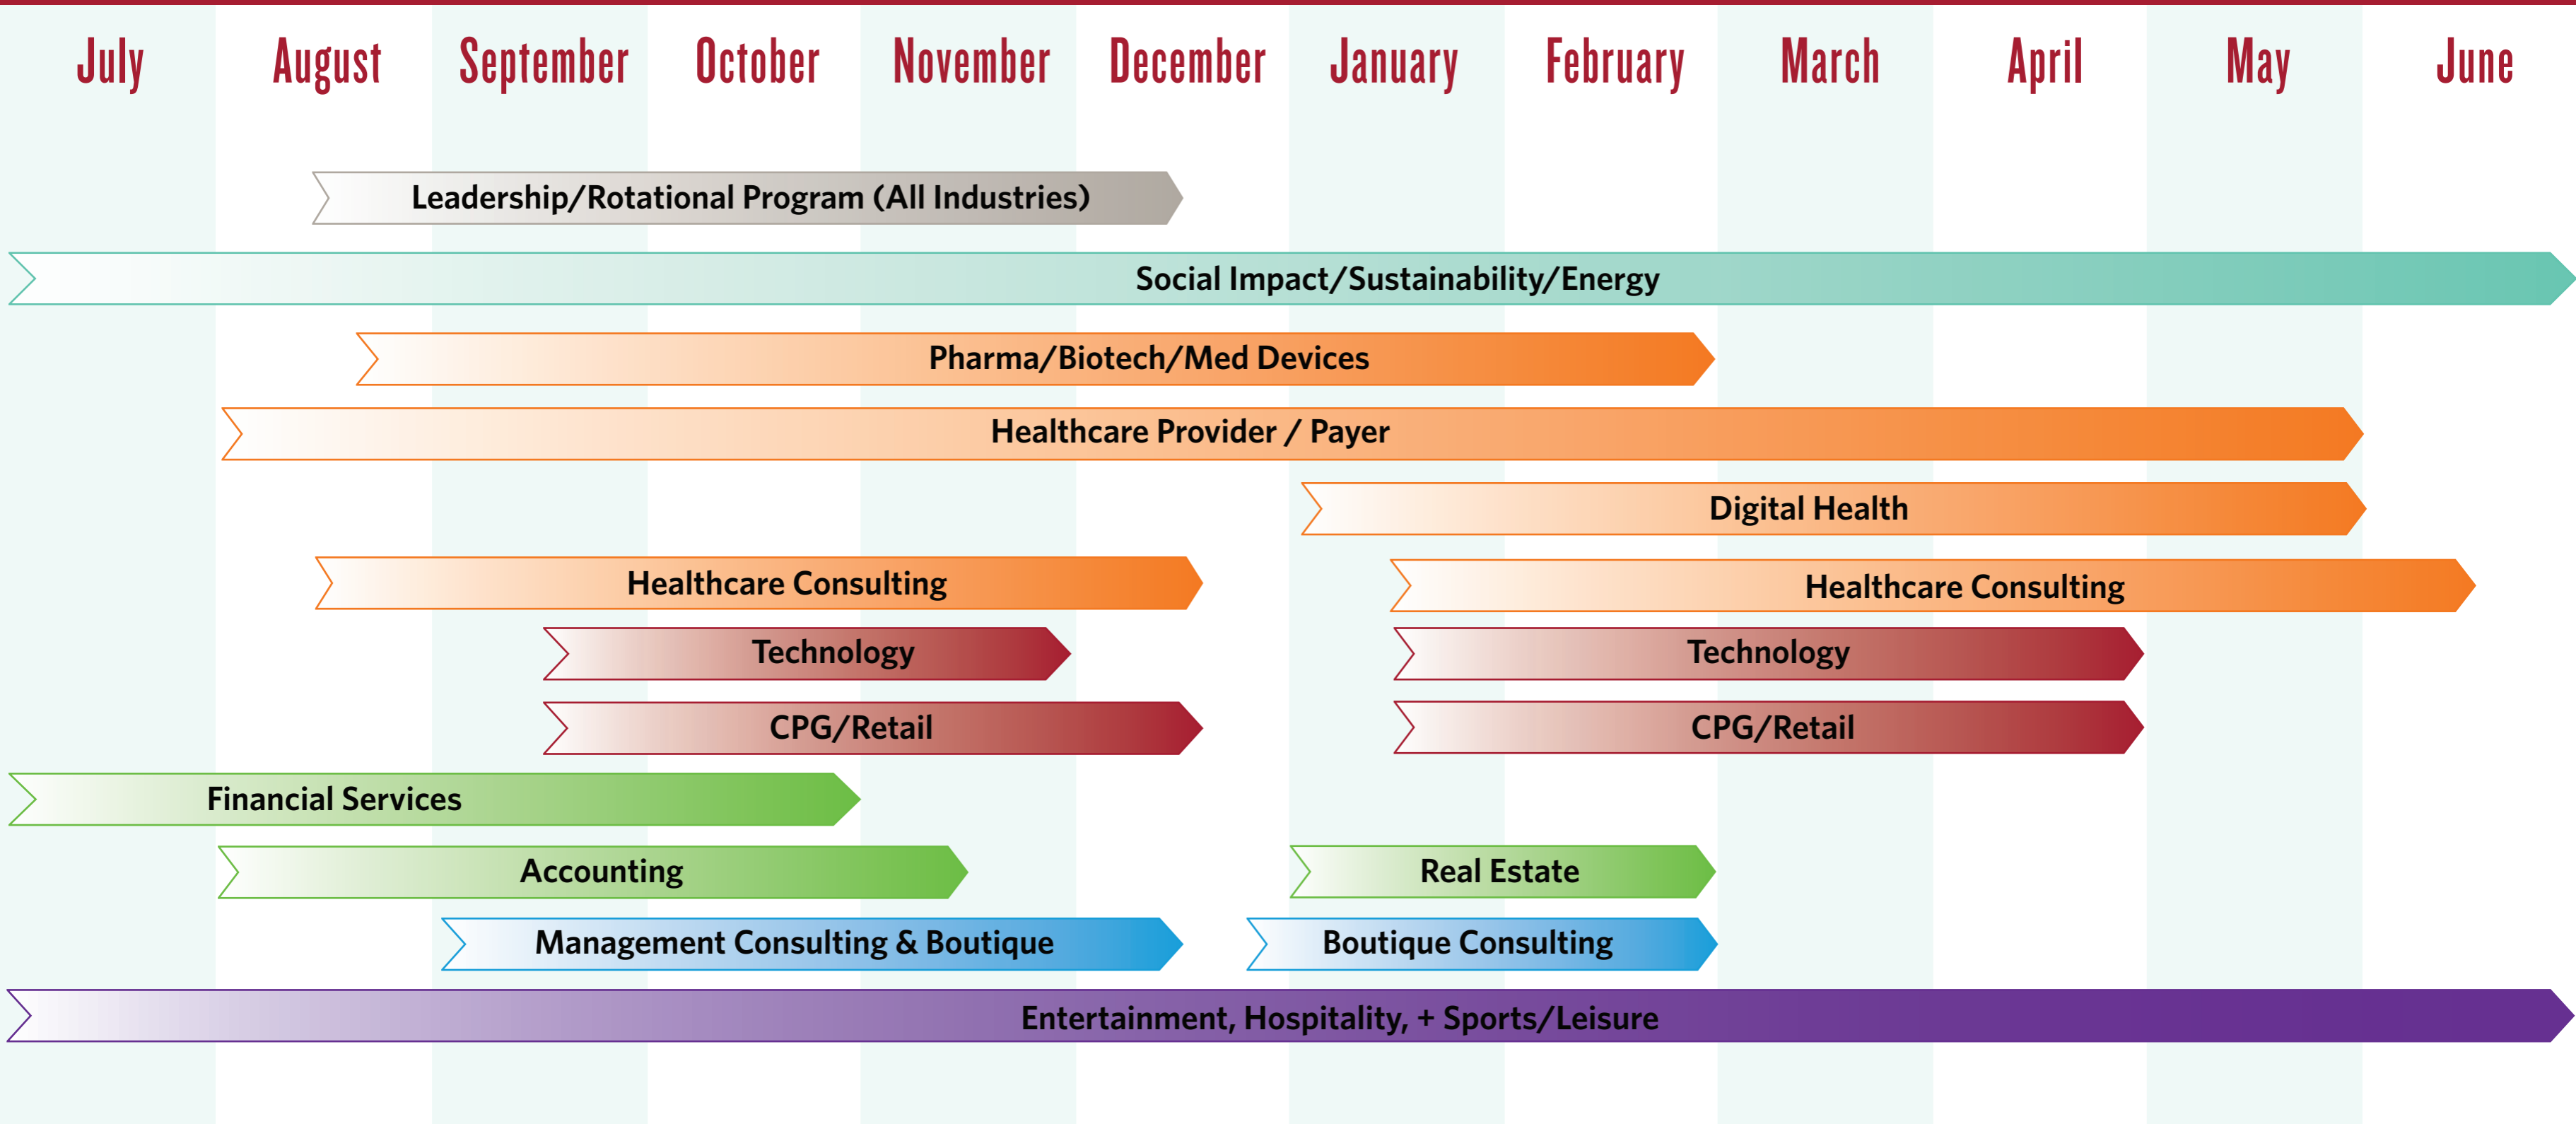 July August September October November December January February March April May June
Leadership/Rotational Program (All Industries)
Social Impact/Sustainability/Energy
Pharma/Biotech/Med Devices
Healthcare Provider / Payer
Digital Health
Healthcare Consulting Healthcare Consulting
Technology Technology
CPG/Retail CPG/Retail
Financial Services
Accounting Real Estate
Management Consulting & Boutique Boutique Consulting
Entertainment, Hospitality, + Sports/Leisure